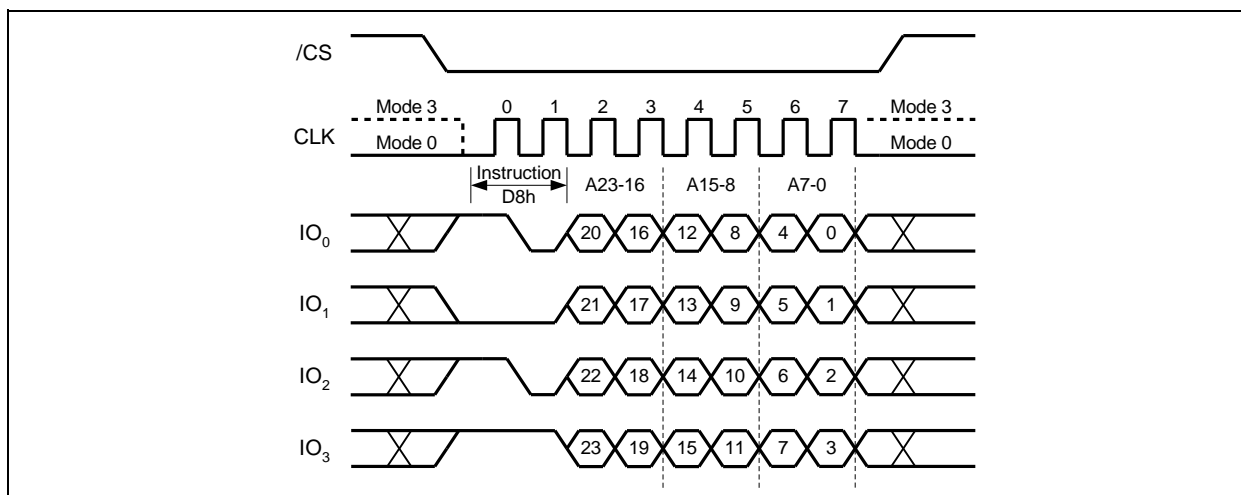 /CS
Mode 3 0 1 2 3 4 5 6 7 Mode 3
CLK
Mode 0 Mode 0
Instruction
D8h
A23-16 A15-8 A7-0
IO0 20 16 12 8 4 0
IO1 21 17 13 9 5 1
IO2 22 18 14 10 6 2
IO3 23 19 15 11 7 3